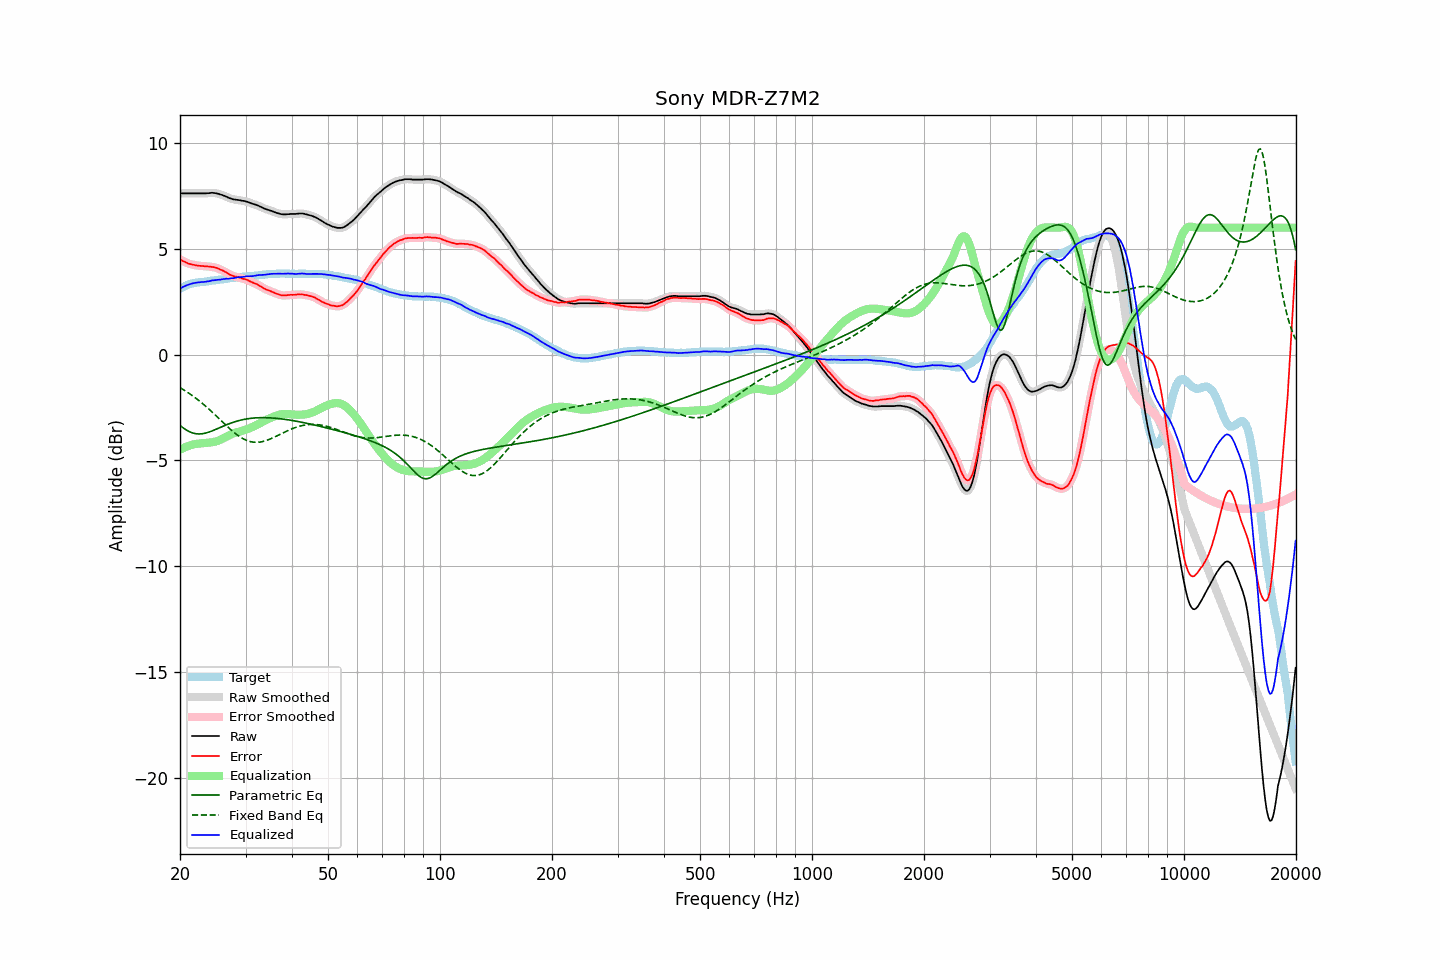 Sony MDR-Z7M2
Amplitude (dBr)
10
5
0
−5
−10
−15
−20
Target
Raw Smoothed
Error Smoothed
Raw
Error
Equalization
Parametric Eq
Fixed Band Eq
Equalized
20 50 100 200 500 1000 2000 5000 10000 20000
Frequency (Hz)